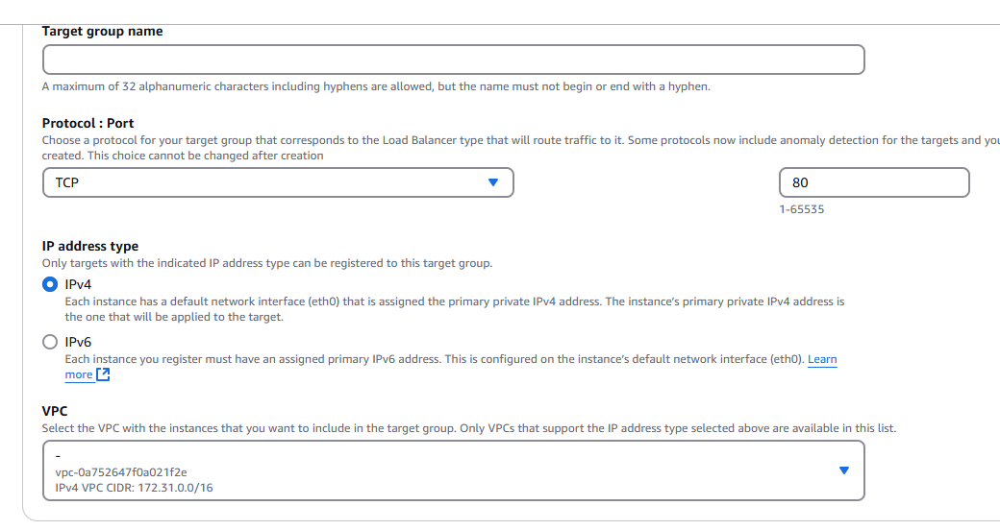 Target group name
A maximum of 32 alphanumeric characters including hyphens are allowed, but the name must not begin or end with a hyphen.
Protocol : Port
Choose a protocol for your target group that corresponds to the Load Balancer type that will route traffic to it. Some protocols now include anomaly detection for the targets and you
created. This choice cannot be changed after creation
TCP
80
1-65535
IP address type
Only targets with the indicated IP address type can be registered to this target group.
IPv4
Each instance has a default network interface (eth0) that is assigned the primary private IPv4 address. The instance's primary private IPv4 address is
the one that will be applied to the target.
IPv6
Each instance you register must have an assigned primary IPv6 address. This is configured on the instance's default network interface (eth0). Learn
more
VPC
Select the VPC with the instances that you want to include in the target group. Only VPCs that support the IP address type selected above are available in this list.
-
vpc-0a752647f0a021f2e
IPv4 VPC CIDR: 172.31.0.0/16